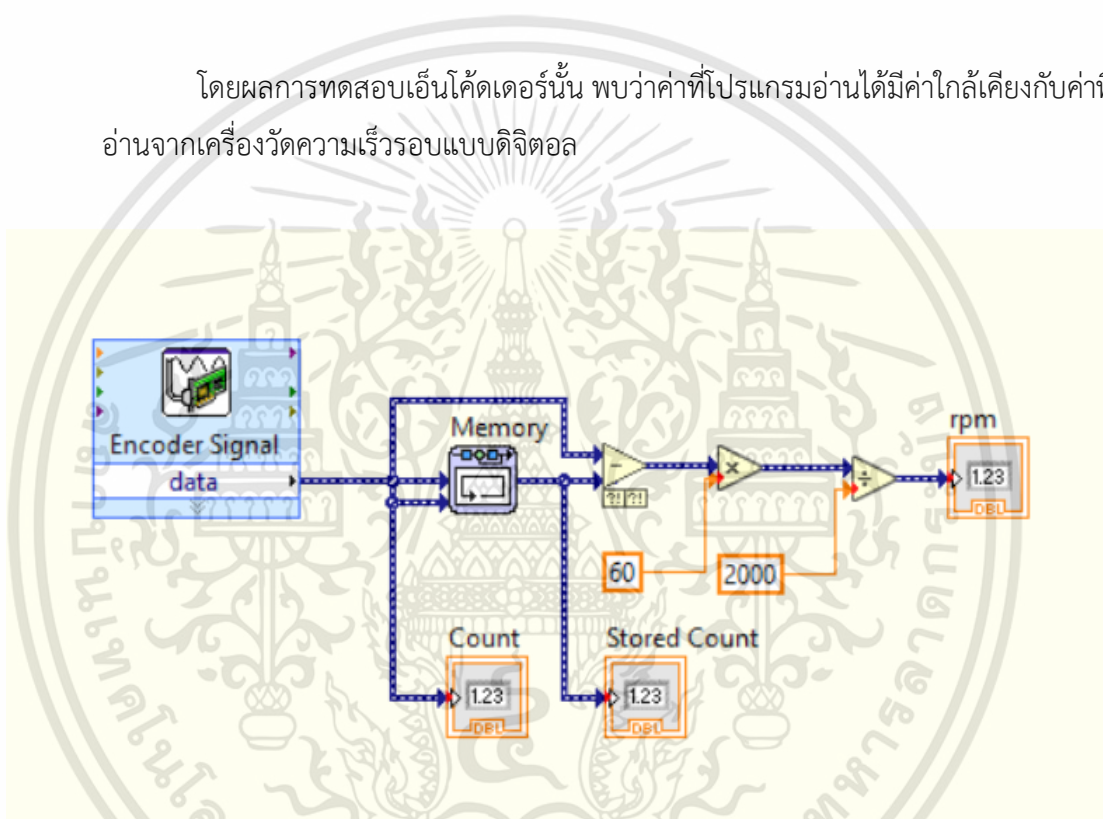 โดยผลการทดสอบเอ็นโค้ดเดอร์นั้น พบว่าค่าที่โปรแกรมอ่านได้มีค่าใกล้เคียงกับค่าที่
อ่านจากเครื่องวัดความเร็วรอบแบบดิจิตอล
Encoder Signal
data
Memory
rpm
1.23
DBL
60
2000
Count
Stored Count
1.23
1.23
DBL
DBL